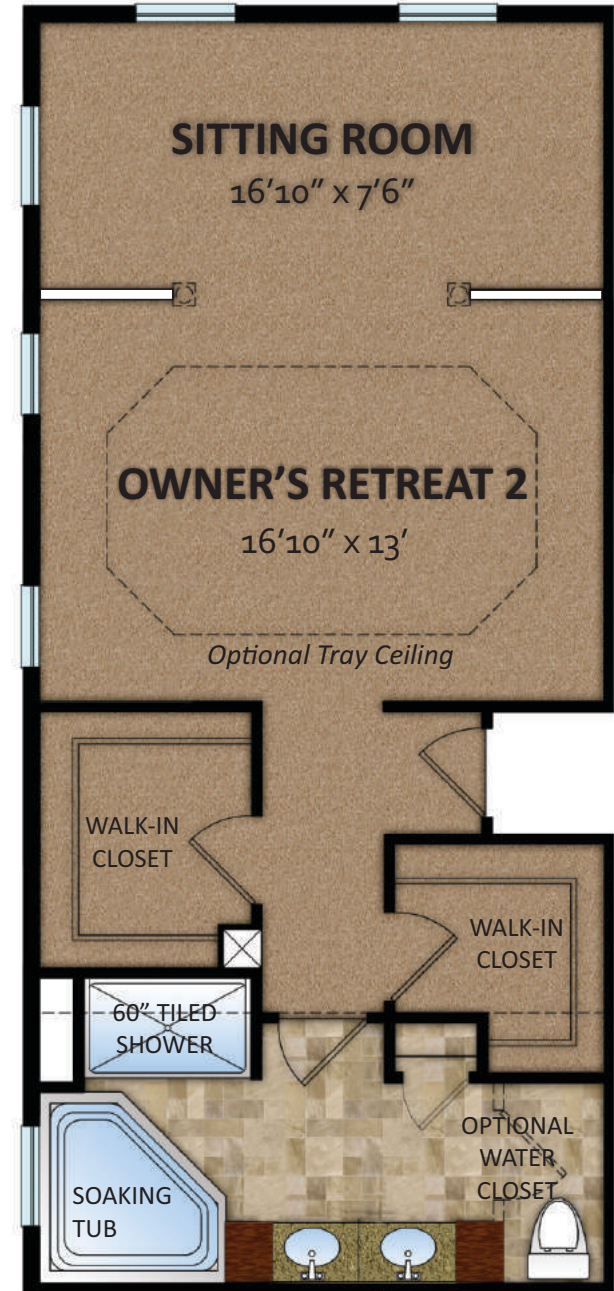 SITTING ROOM
16’10” x 7’6”
OWNER’S RETREAT 2
16’10” x 13’
Optional Tray Ceiling
WALK-IN
CLOSET
WALK-IN
CLOSET
60” TILED
SHOWER
OPTIONAL
WATER
CLOSET
SOAKING
TUB